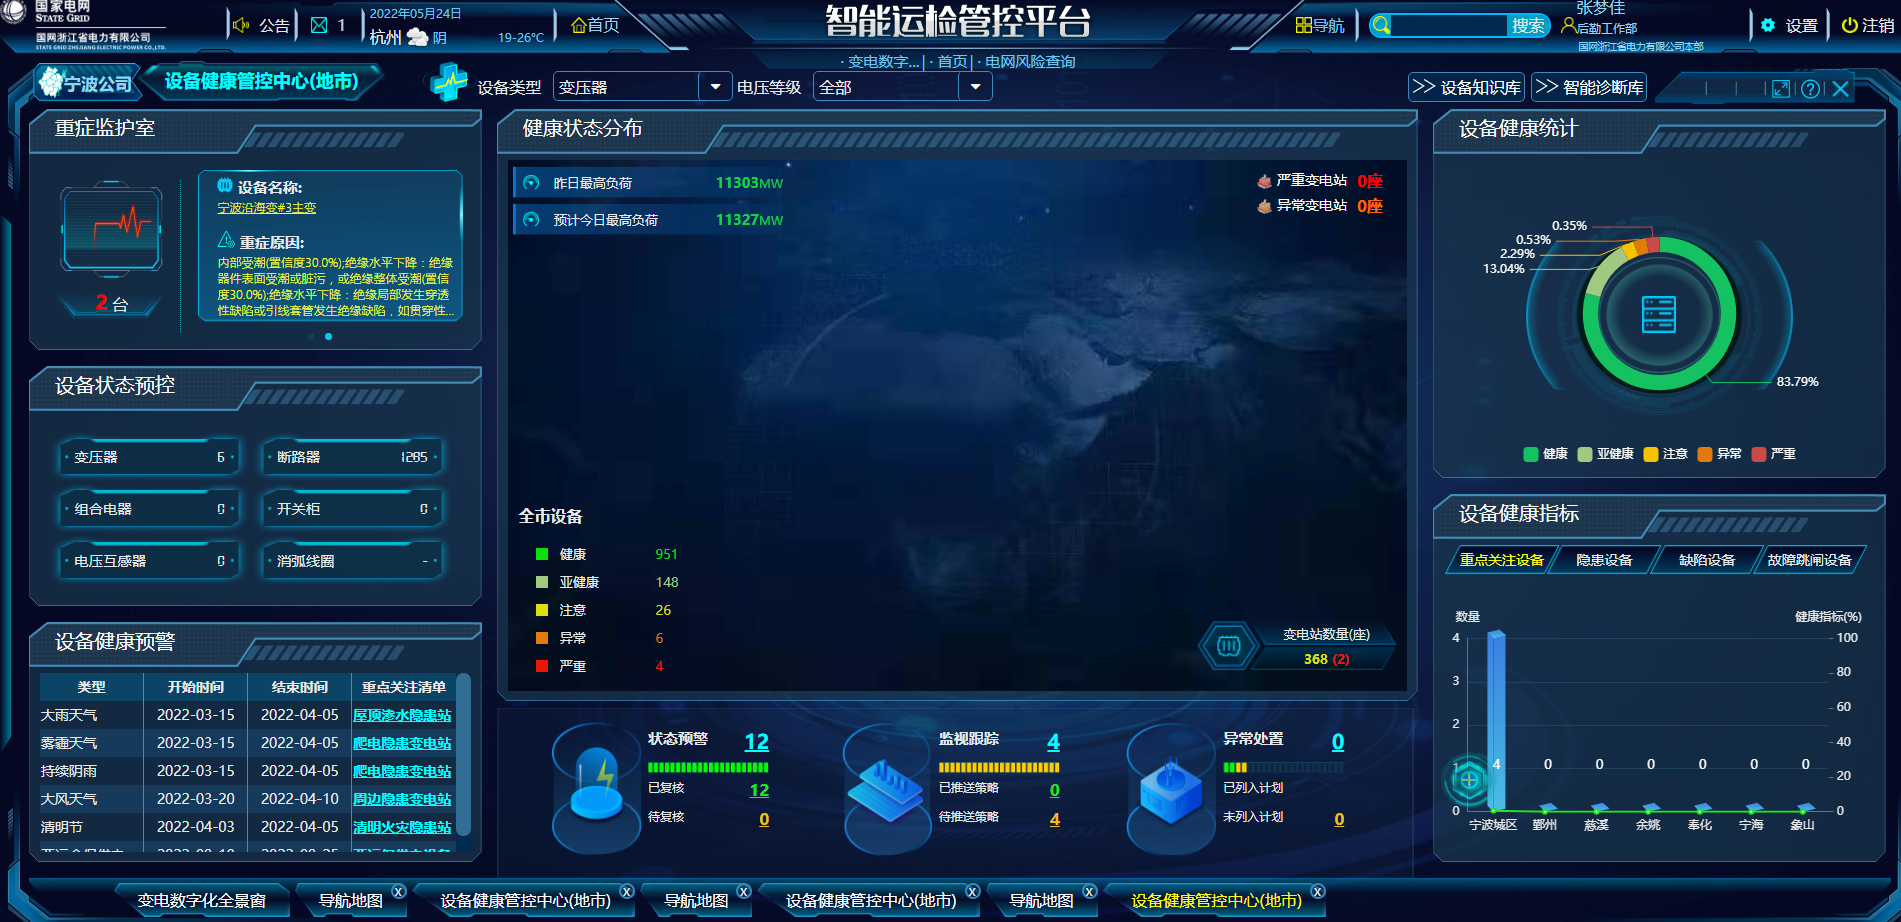 国家电网
STATE GRID
国网浙江省电力有限公司
STATE GRID ZHEJIANG ELECTRIC POWER CO., LTD.
公告
1
2022年05月24日
杭州 阴 19-26℃
首页
智能运检管控平台
导航
搜索
张梦佳
后勤工作部
国网浙江省电力有限公司本部
设置
注销
· 变电数字...| · 首页| · 电网风险查询
宁波公司
设备健康管控中心(地市)
设备类型 变压器
电压等级 全部
>> 设备知识库
>> 智能诊断库
重症监护室
2 台
设备名称:
宁波沿海变#3主变
重症原因:
内部受潮(置信度30.0%);绝缘水平下降：绝缘
器件表面受潮或脏污，或绝缘整体受潮(置信
度30.0%);绝缘水平下降：绝缘局部发生穿透
性缺陷或引线套管发生绝缘缺陷，如贯穿性...
设备状态预控
变压器 6
断路器 1285
组合电器 0
开关柜 0
电压互感器 0
消弧线圈 -
设备健康预警
类型 开始时间 结束时间 重点关注清单
大雨天气 2022-03-15 2022-04-05 屋顶渗水隐患站
雾霾天气 2022-03-15 2022-04-05 爬电隐患变电站
持续阴雨 2022-03-15 2022-04-05 爬电隐患变电站
大风天气 2022-03-20 2022-04-10 周边隐患变电站
清明节 2022-04-03 2022-04-05 清明火灾隐患站
健康状态分布
昨日最高负荷 11303MW
预计今日最高负荷 11327MW
严重变电站 0座
异常变电站 0座
全市设备
健康 951
亚健康 148
注意 26
异常 6
严重 4
变电站数量(座)
368 (2)
状态预警 12
已复核 12
待复核 0
监视跟踪 4
已推送策略 0
待推送策略 4
异常处置 0
已列入计划
未列入计划 0
设备健康统计
0.35%
0.53%
2.29%
13.04%
83.79%
健康 亚健康 注意 异常 严重
设备健康指标
重点关注设备 隐患设备 缺陷设备 故障跳闸设备
数量 健康指标(%)
4 100
80
3
60
2
40
1 4 0 0 0 0 0 0
20
0 0
宁波城区 鄞州 慈溪 余姚 奉化 宁海 象山
变电数字化全景窗
导航地图 x
设备健康管控中心(地市) x
导航地图 x
设备健康管控中心(地市) x
导航地图 x
设备健康管控中心(地市) x